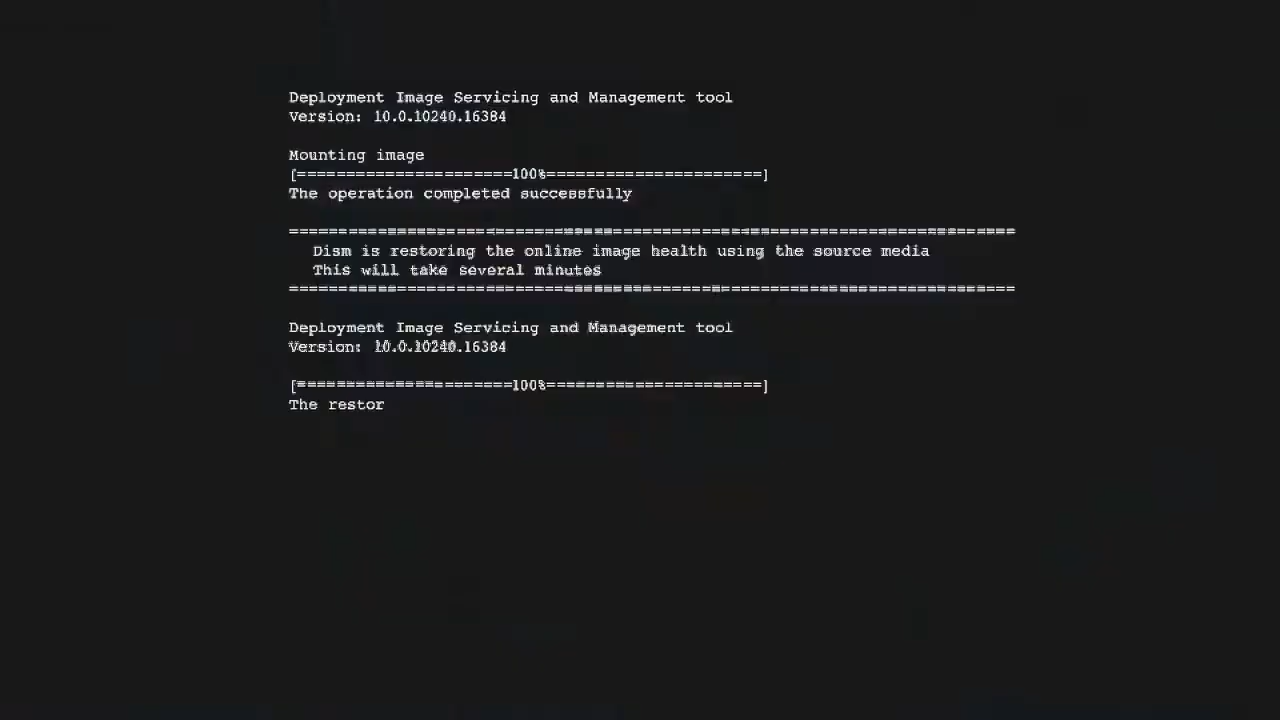 Deployment Image Servicing and Management tool
Version: 10.0.10240.16384
Mounting image
[======================100%======================]
The operation completed successfully
===========================================================================
Dism is restoring the online image health using the source media
This will take several minutes
===========================================================================
Deployment Image Servicing and Management tool
Version: 10.0.10240.16384
[======================100%======================]
The restor